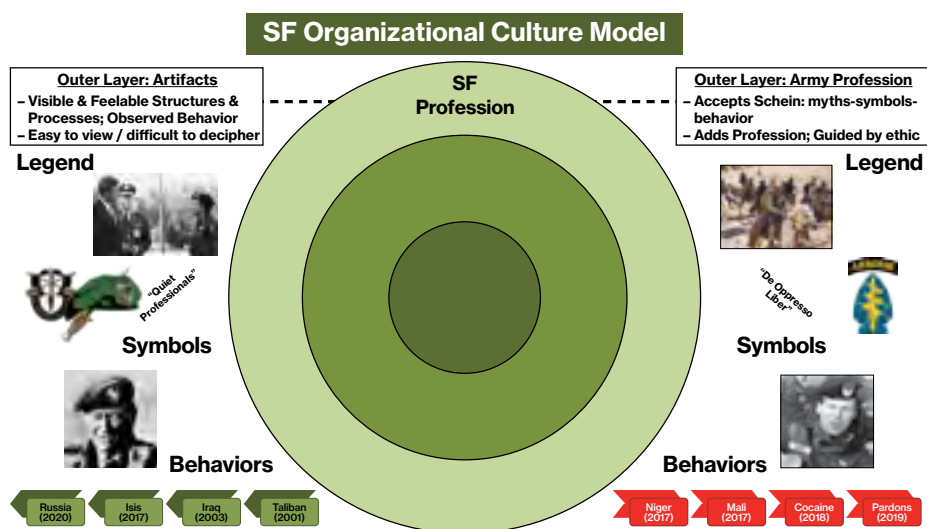 SF Organizational Culture Model
Outer Layer: Artifacts
– Visible & Feelable Structures &
Processes; Observed Behavior
– Easy to view / difficult to decipher
SF
Profession
Outer Layer: Army Profession
– Accepts Schein: myths-symbols-
behavior
– Adds Profession; Guided by ethic
Legend
Legend
"Quiet
Professionals"
"De Oppresso
Liber"
AIRBORNE
Symbols
Symbols
Behaviors
Behaviors
Russia
(2020)
Isis
(2017)
Iraq
(2003)
Taliban
(2001)
Niger
(2017)
Mali
(2017)
Cocaine
(2018)
Pardons
(2019)